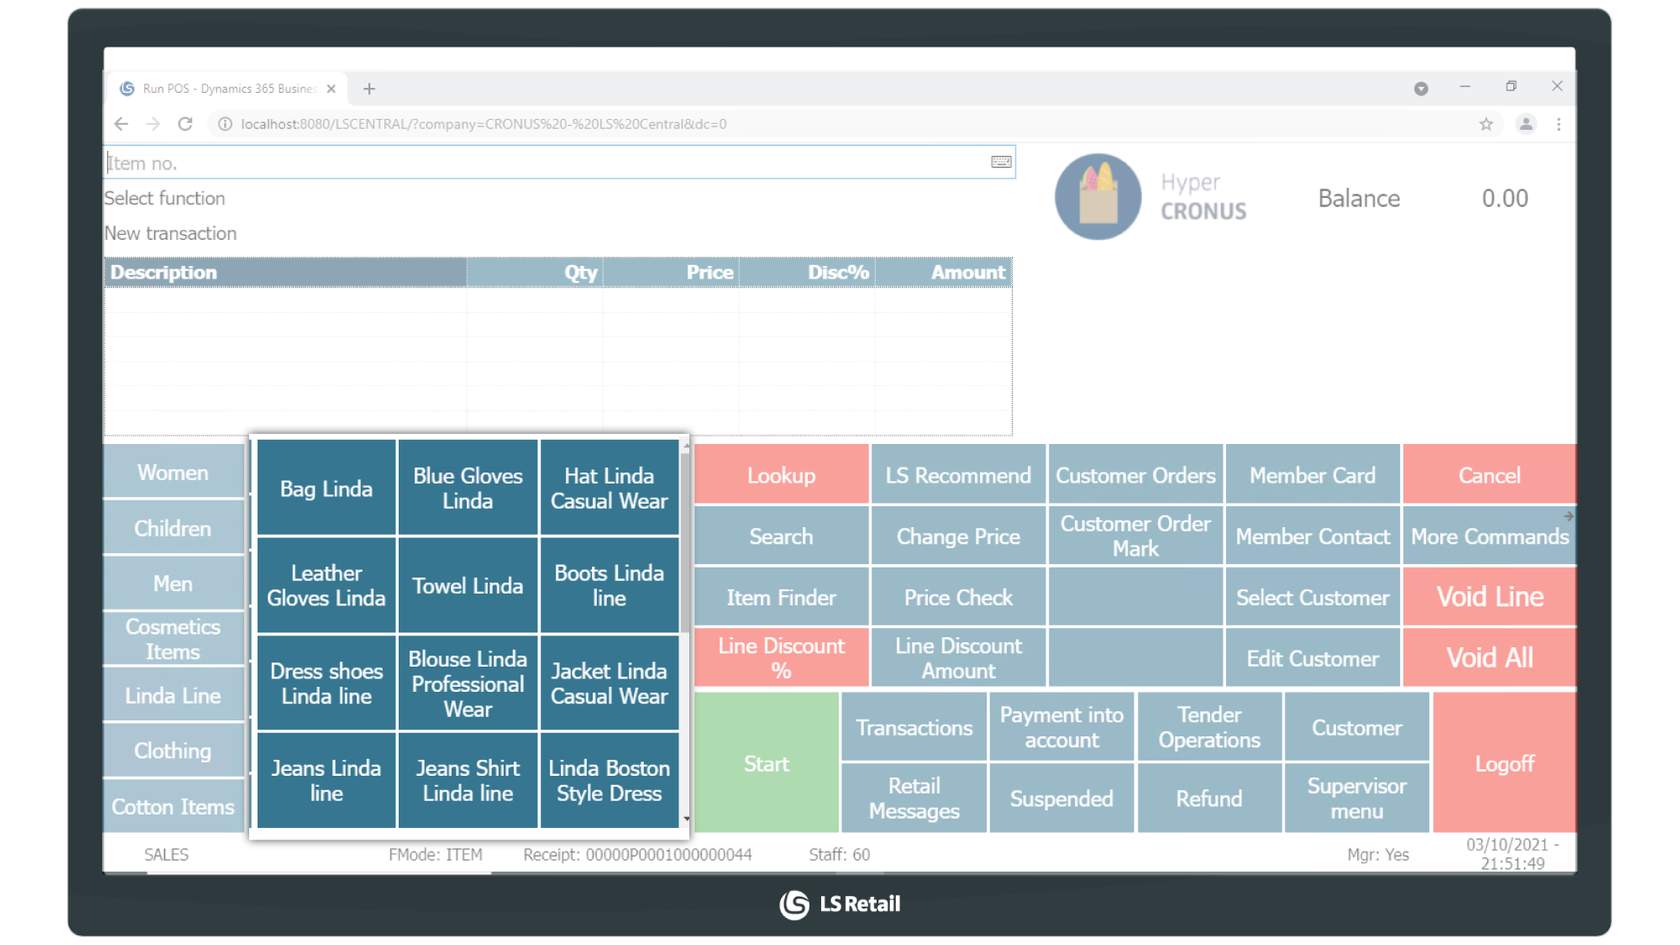 Run POS - Dynamics 365 Busines
localhost:8080/LSCENTRAL/?company=CRONUS%20-%20LS%20Central&dc=0
Item no.
Select function
New transaction
Hyper
CRONUS
Balance 0.00
Description Qty Price Disc% Amount
Women
Children
Men
Cosmetics
Items
Linda Line
Clothing
Cotton Items
Bag Linda
Blue Gloves
Linda
Hat Linda
Casual Wear
Leather
Gloves Linda
Towel Linda
Boots Linda
line
Dress shoes
Linda line
Blouse Linda
Professional
Wear
Jacket Linda
Casual Wear
Jeans Linda
line
Jeans Shirt
Linda line
Linda Boston
Style Dress
Lookup
LS Recommend
Customer Orders
Member Card
Cancel
Search
Change Price
Customer Order
Mark
Member Contact
More Commands
Item Finder
Price Check
Select Customer
Void Line
Line Discount
%
Line Discount
Amount
Edit Customer
Void All
Start
Transactions
Payment into
account
Tender
Operations
Customer
Logoff
Retail
Messages
Suspended
Refund
Supervisor
menu
SALES
FMode: ITEM
Receipt: 00000P0001000000044
Staff: 60
Mgr: Yes
03/10/2021 -
21:51:49
LS Retail